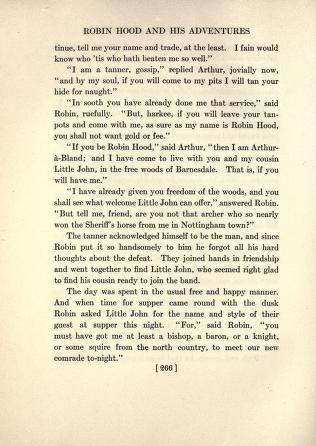 ROBIN HOOD AND HIS ADVENTURES
tinue, tell me your name and trade, at the least. I fain would
know who 'tis who hath beaten me so well."
"I am a tanner, gossip," replied Arthur, jovially now,
"and by my soul, if you will come to my pits I will tan your
hide for naught."
"In sooth you have already done me that service," said
Robin, ruefully. "But, harkee, if you will leave your tan-
pots and come with me, as sure as my name is Robin Hood,
you shall not want gold or fee."
"If you be Robin Hood," said Arthur, "then I am Arthur-
à-Bland; and I have come to live with you and my cousin
Little John, in the free woods of Barnesdale. That is, if you
will have me."
"I have already given you freedom of the woods, and you
shall see what welcome Little John can offer," answered Robin.
"But tell me, friend, are you not that archer who so nearly
won the Sheriff's horse from me in Nottingham town?"
The tanner acknowledged himself to be the man, and since
Robin put it so handsomely to him he forgot all his hard
thoughts about the defeat. They joined hands in friendship
and went together to find Little John, who seemed right glad
to find his cousin ready to join the band.
The day was spent in the usual free and happy manner.
And when time for supper came round with the dusk
Robin asked Little John for the name and style of their
guest at supper this night. "For," said Robin, "you
must have got me at least a bishop, a baron, or a knight,
or some squire from the north country, to meet our new
comrade to-night."
[ 266 ]